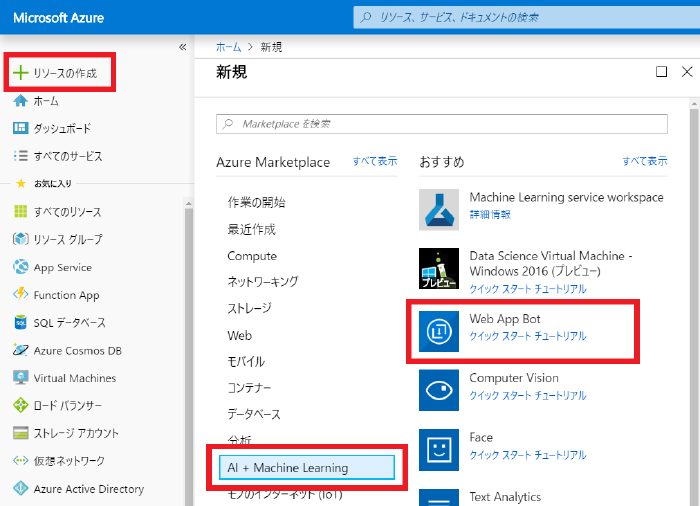 Microsoft Azure
リソース、サービス、ドキュメントの検索
«
リソースの作成
ホーム
ダッシュボード
すべてのサービス
お気に入り
すべてのリソース
リソース グループ
App Service
Function App
SQL データベース
Azure Cosmos DB
Virtual Machines
ロード バランサー
ストレージ アカウント
仮想ネットワーク
Azure Active Directory
ホーム > 新規
新規
Marketplace を検索
Azure Marketplace すべて表示
作業の開始
最近作成
Compute
ネットワーキング
ストレージ
Web
モバイル
コンテナー
データベース
分析
AI + Machine Learning
モノのインターネット (IoT)
おすすめ すべて表示
Machine Learning service workspace
詳細情報
プレビュー
Data Science Virtual Machine -
Windows 2016 (プレビュー)
クイック スタート チュートリアル
Web App Bot
クイック スタート チュートリアル
Computer Vision
クイック スタート チュートリアル
Face
クイック スタート チュートリアル
Text Analytics